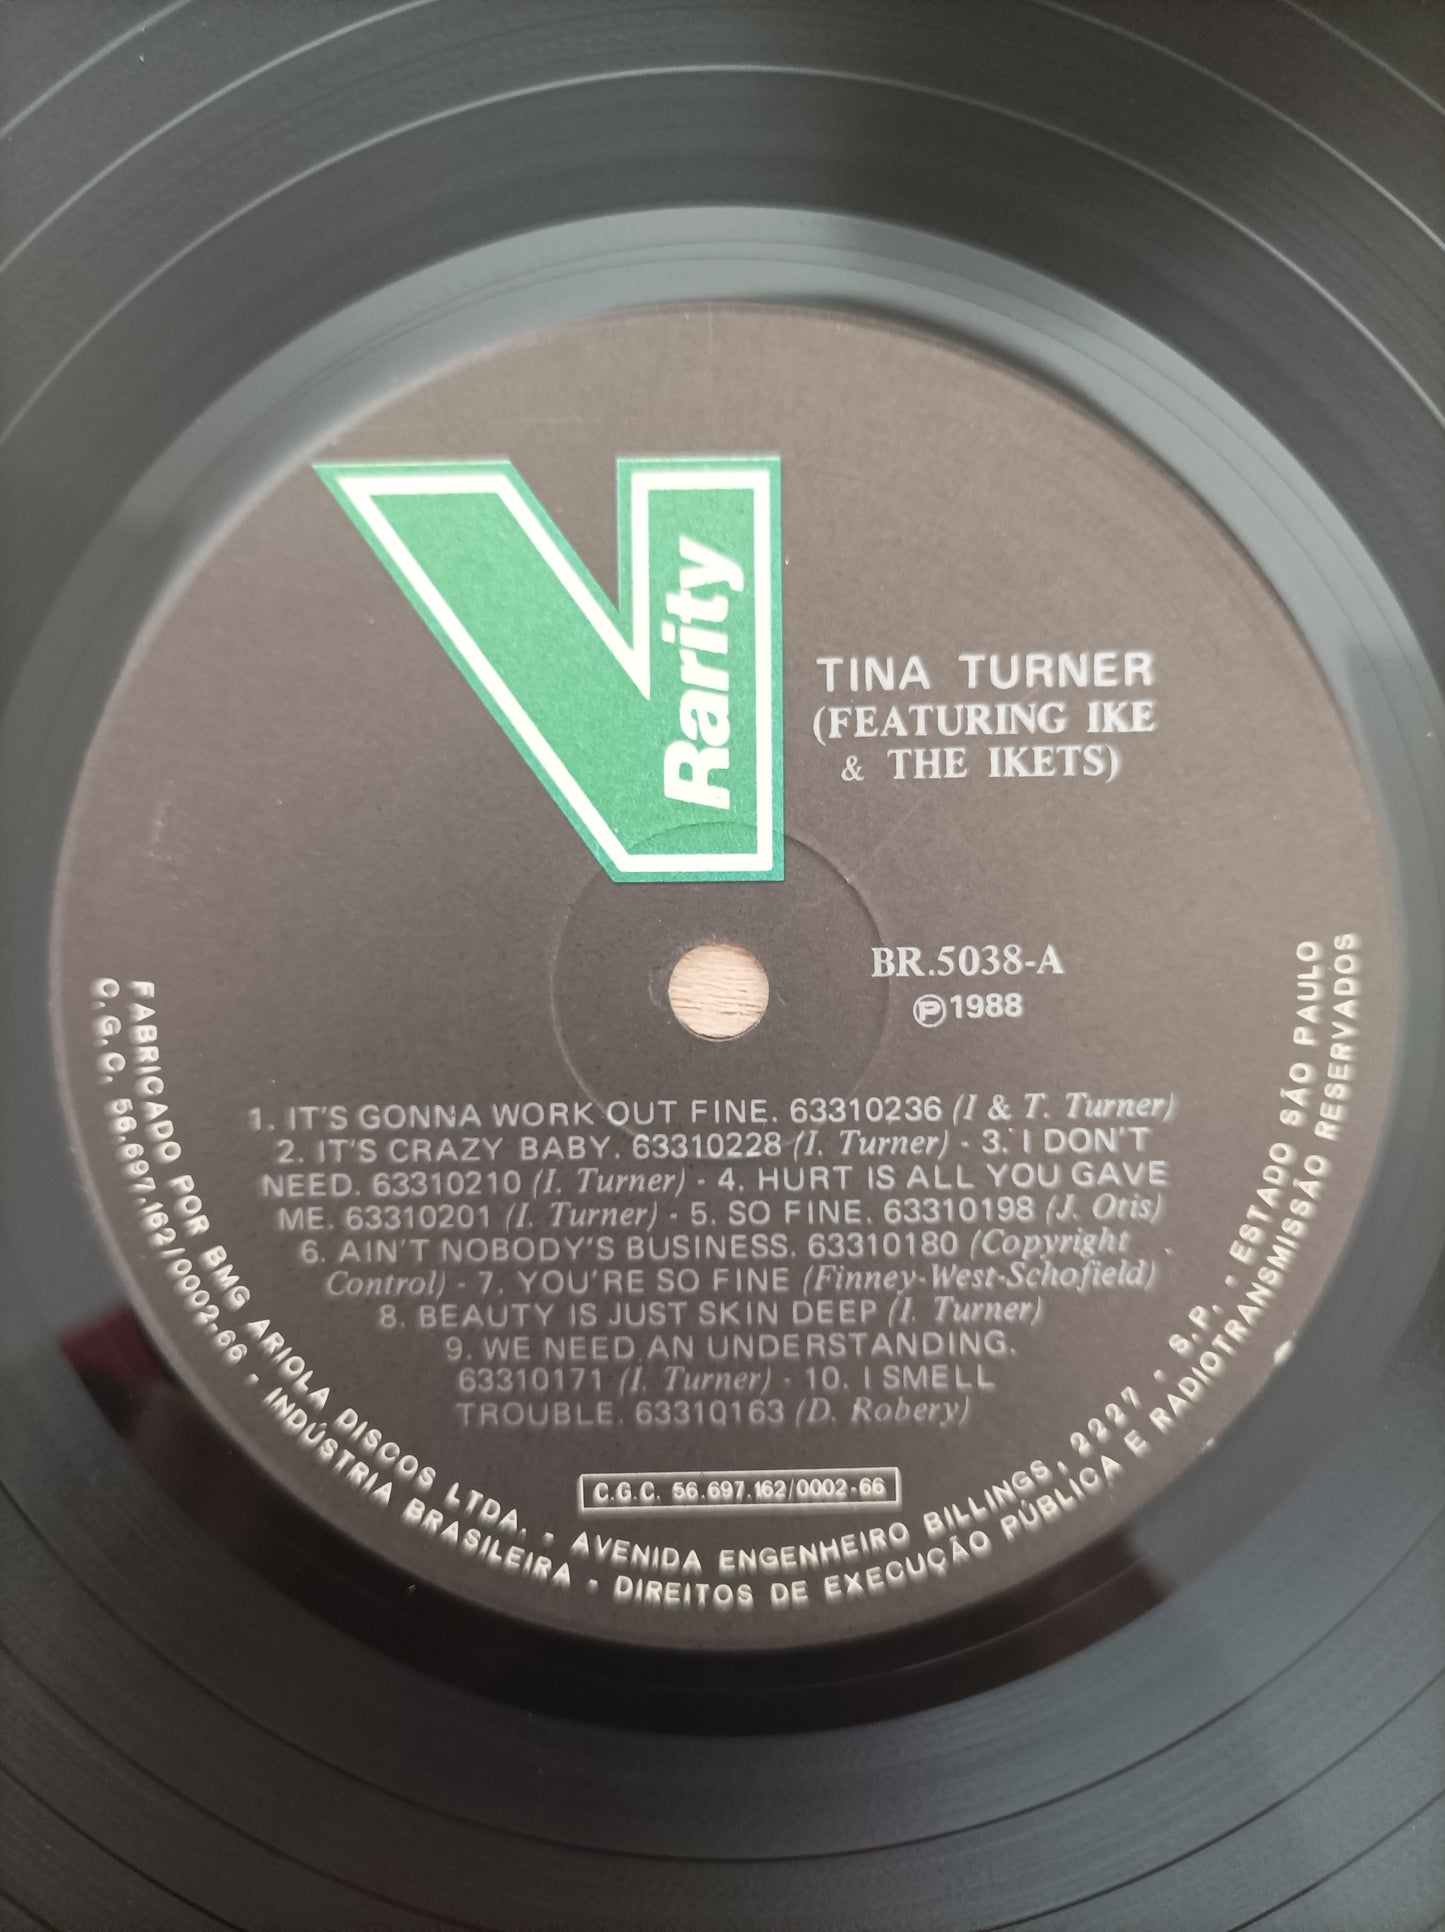 Rarity
TINA TURNER
(FEATURING IKE
& THE IKETS)
BR.5038-A
Ⓟ1988
1. IT'S GONNA WORK OUT FINE. 63310236 (I & T. Turner)
2. IT'S CRAZY BABY. 63310228 (I. Turner) - 3. I DON'T
NEED. 63310210 (I. Turner) - 4. HURT IS ALL YOU GAVE
ME. 63310201 (I. Turner) - 5. SO FINE. 63310198 (J. Otis)
6. AIN'T NOBODY'S BUSINESS. 63310180 (Copyright
Control) - 7. YOU'RE SO FINE (Finney-West-Schofield)
8. BEAUTY IS JUST SKIN DEEP (I. Turner)
9. WE NEED AN UNDERSTANDING.
63310171 (I. Turner) - 10. I SMELL
TROUBLE. 63310163 (D. Robery)
C.G.C. 56.697.162/0002-66
FABRICADO POR BMG ARIOLA DISCOS LTDA. - AVENIDA ENGENHEIRO BILLINGS, 2227 - S.P. - ESTADO SÃO PAULO
C.G.C. 56.697.162/0002.66 - INDÚSTRIA BRASILEIRA - DIREITOS DE EXECUÇÃO PÚBLICA E RADIOTRANSMISSÃO RESERVADOS